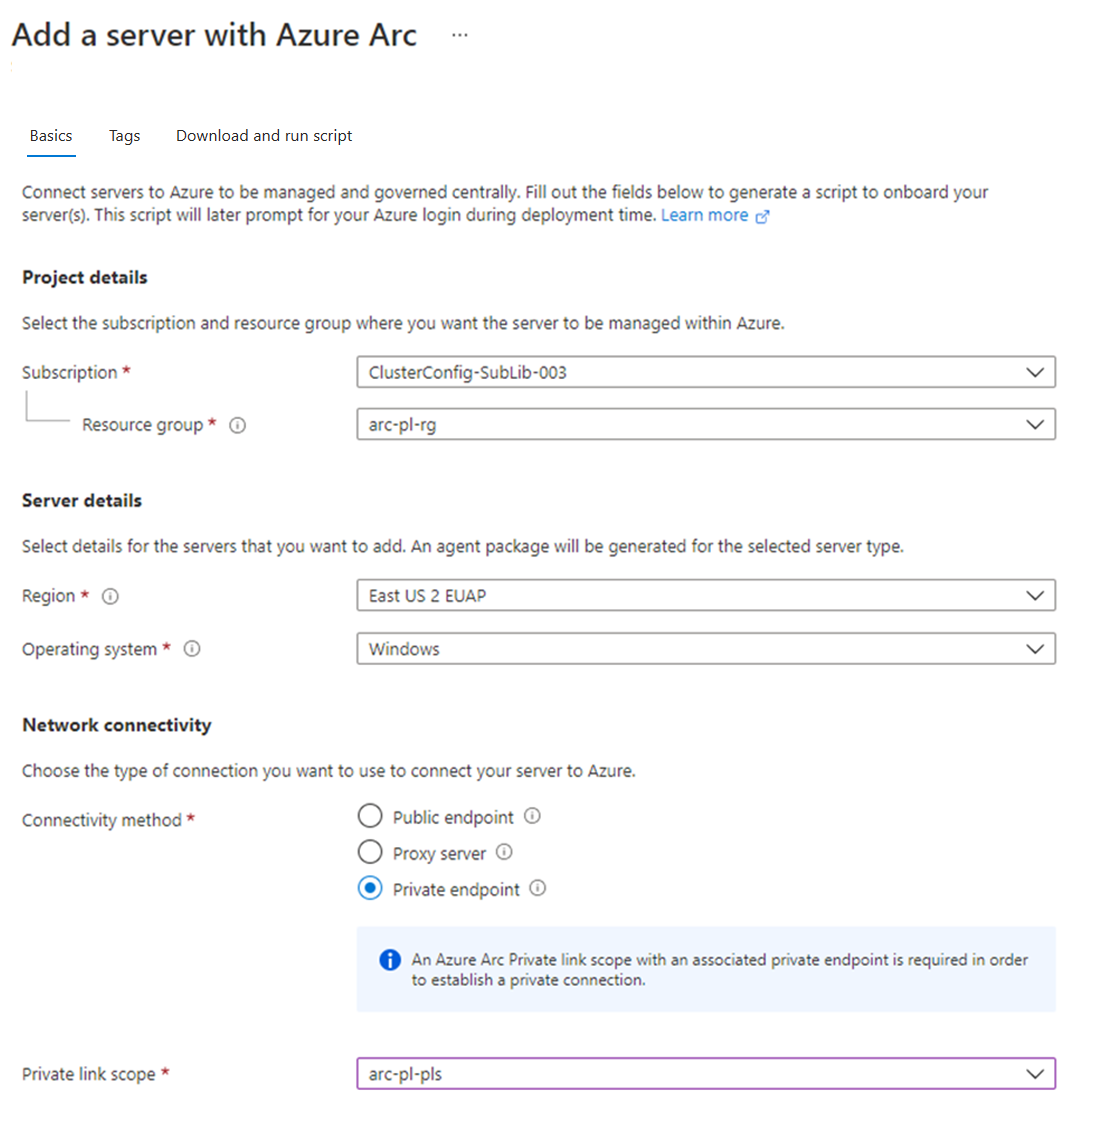 Add a server with Azure Arc ...
Basics Tags Download and run script
Connect servers to Azure to be managed and governed centrally. Fill out the fields below to generate a script to onboard your
server(s). This script will later prompt for your Azure login during deployment time. Learn more
Project details
Select the subscription and resource group where you want the server to be managed within Azure.
Subscription * ClusterConfig-SubLib-003
Resource group * arc-pl-rg
Server details
Select details for the servers that you want to add. An agent package will be generated for the selected server type.
Region * East US 2 EUAP
Operating system * Windows
Network connectivity
Choose the type of connection you want to use to connect your server to Azure.
Connectivity method * Public endpoint
Proxy server
Private endpoint
An Azure Arc Private link scope with an associated private endpoint is required in order
to establish a private connection.
Private link scope * arc-pl-pls